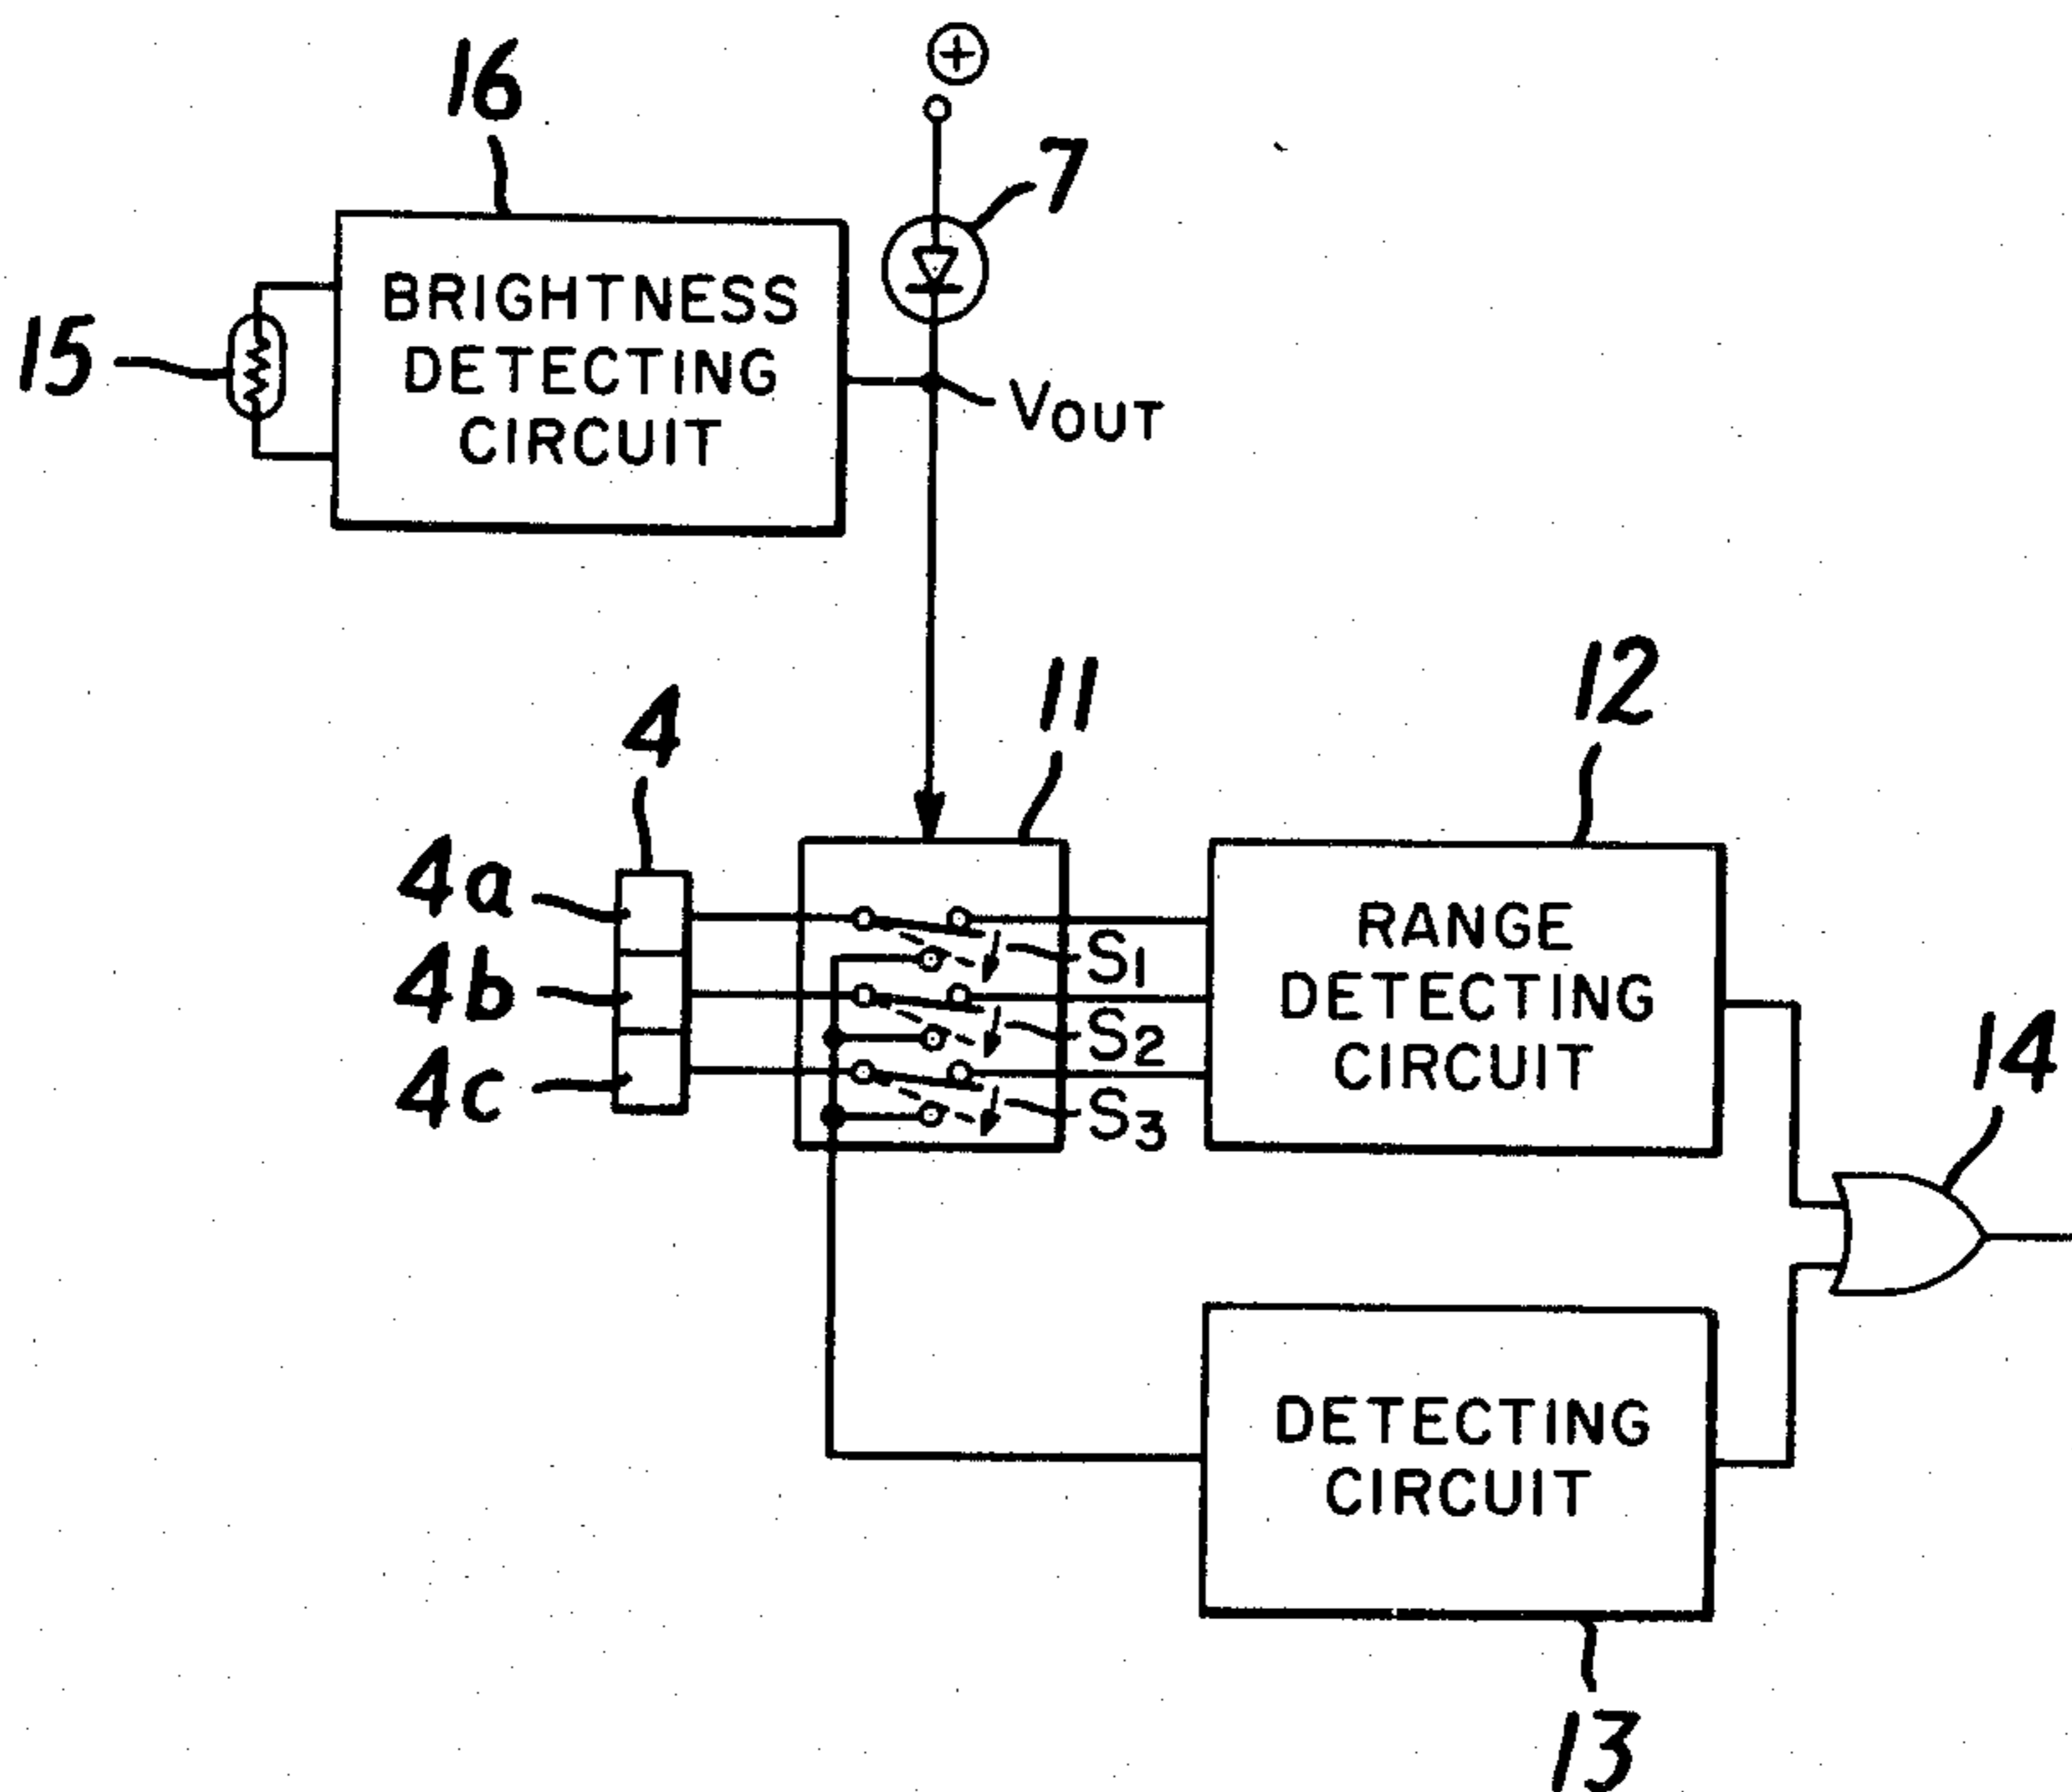 16
⊕
7
BRIGHTNESS
DETECTING
CIRCUIT
15
VOUT
4
11
12
4a
4b
4c
S1
S2
S3
RANGE
DETECTING
CIRCUIT
14
DETECTING
CIRCUIT
13